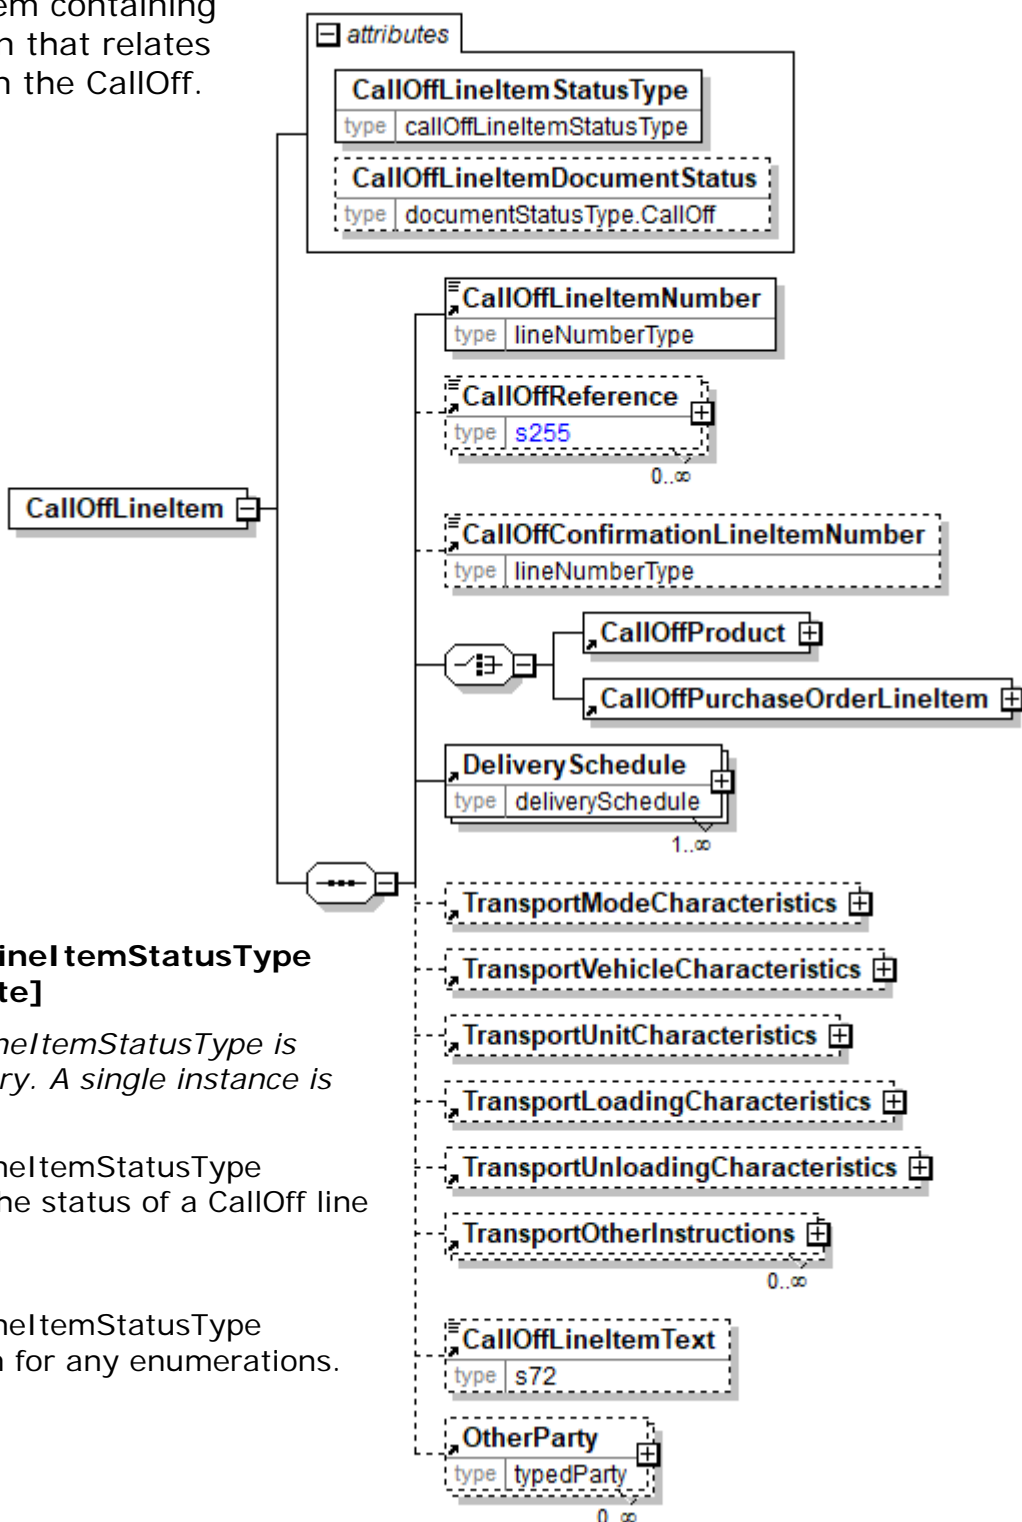 em containing
n that relates
n the CallOff.
attributes
CallOffLineItemStatusType
type callOffLineItemStatusType
CallOffLineItemDocumentStatus
type documentStatusType.CallOff
CallOffLineItemNumber
type lineNumberType
CallOffReference
type s255
0..∞
CallOffLineItem
CallOffConfirmationLineItemNumber
type lineNumberType
CallOffProduct
CallOffPurchaseOrderLineItem
DeliverySchedule
type deliverySchedule
1..∞
TransportModeCharacteristics
TransportVehicleCharacteristics
TransportUnitCharacteristics
TransportLoadingCharacteristics
TransportUnloadingCharacteristics
TransportOtherInstructions
0..∞
CallOffLineItemText
type s72
OtherParty
type typedParty
0..∞
ineItemStatusType
te]
neItemStatusType is
ry. A single instance is
neItemStatusType
he status of a CallOff line
neItemStatusType
n for any enumerations.